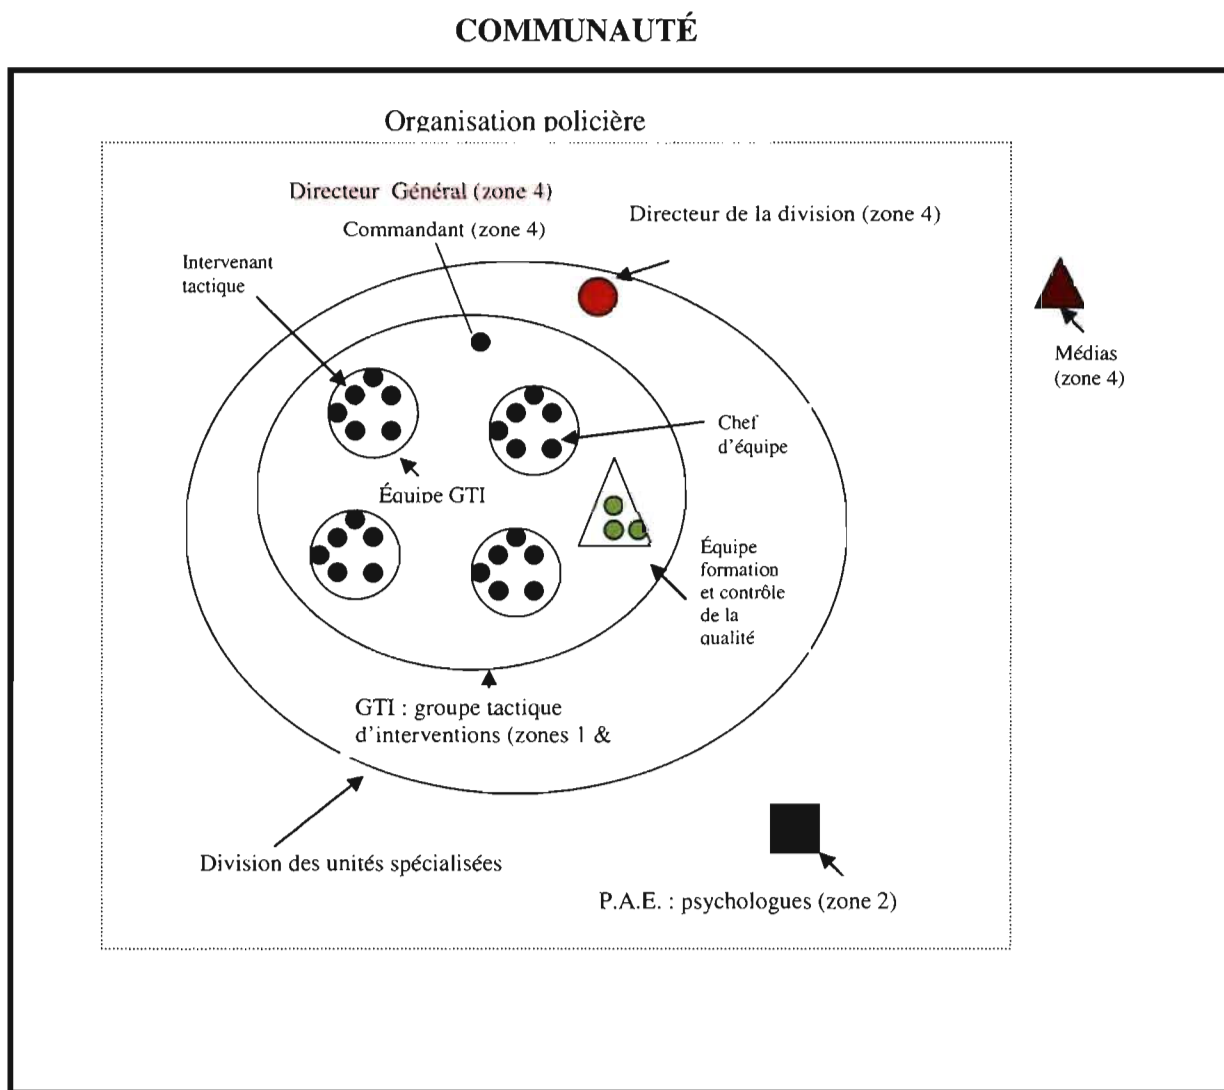 COMMUNAUTÉ
Organisation policière
Directeur Général (zone 4)
Commandant (zone 4)
Directeur de la division (zone 4)
Intervenant
tactique
Médias
(zone 4)
Chef
d'équipe
Équipe GTI
Équipe
formation
et contrôle
de la
qualité
GTI : groupe tactique
d'interventions (zones 1 &
Division des unités spécialisées
P.A.E. : psychologues (zone 2)